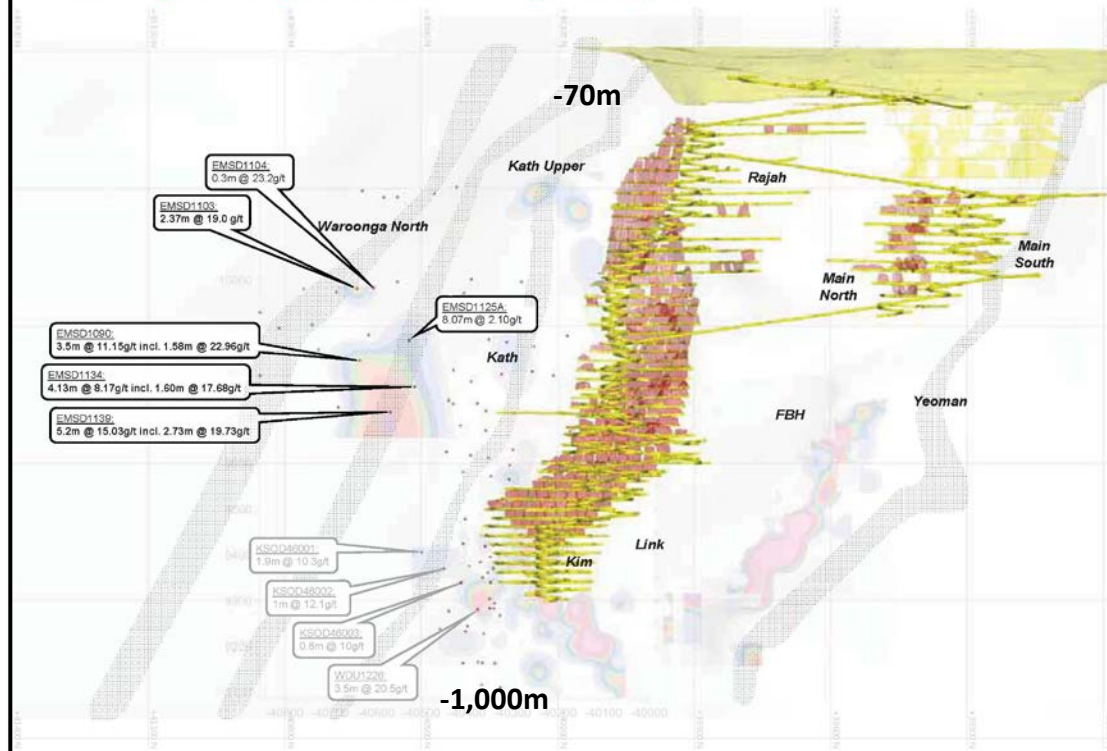 -70m
EMSD1104:
0.3m @ 23.2g/t
Kath Upper
Rajah
EMSD1103:
2.37m @ 19.0 g/t
Waroonga North
Main
South
Main
North
10000
EMSD1125A:
8.07m @ 2.10g/t
EMSD1090:
3.5m @ 11.15g/t incl. 1.58m @ 22.96g/t
Kath
EMSD1134:
4.13m @ 8.17g/t incl. 1.60m @ 17.68g/t
EMSD1139:
5.2m @ 15.03g/t incl. 2.73m @ 19.73g/t
FBH
Yeoman
KSOD46001:
1.9m @ 10.3g/t
Link
Kim
KSOD46002:
1m @ 12.1g/t
KSOD46003:
0.8m @ 10g/t
WDU1226:
3.5m @ 20.5g/t
-1,000m
-40200 -40100 -40000